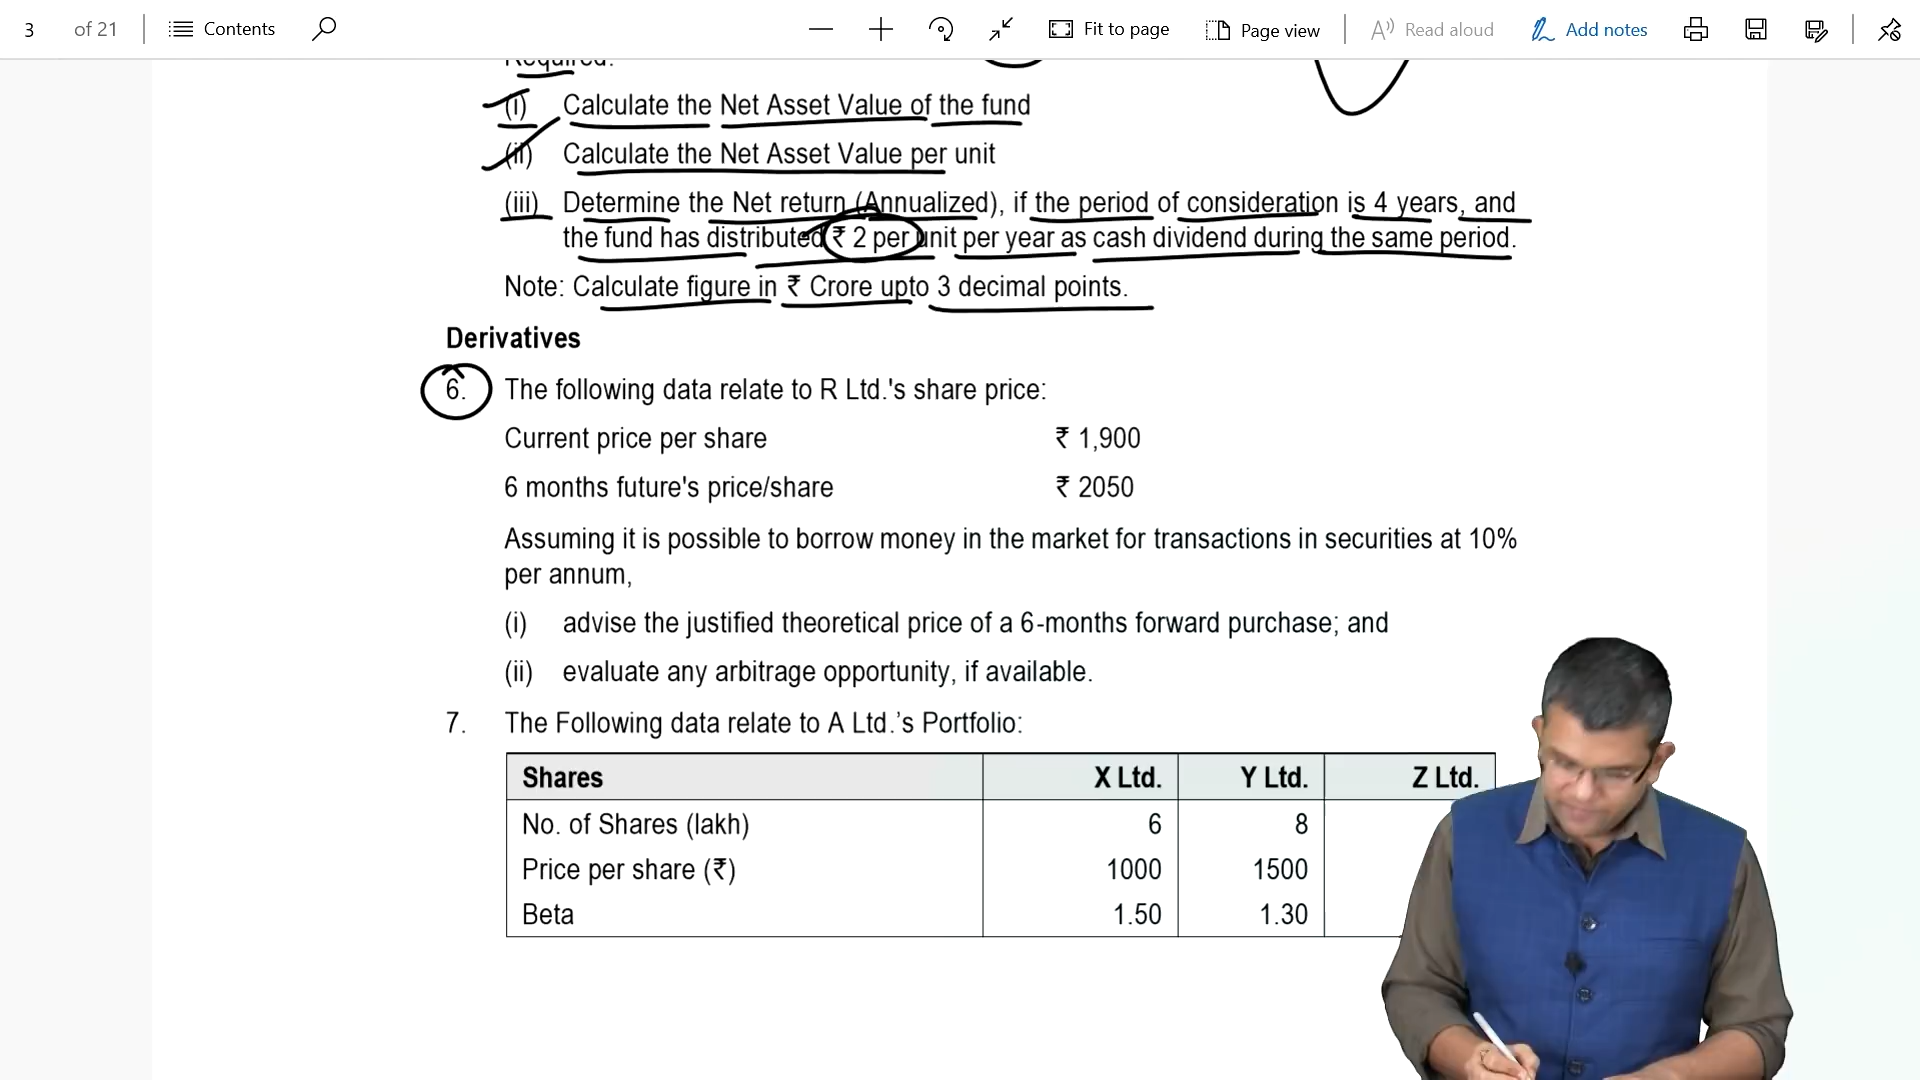 3 of 21 Contents Fit to page Page view Read aloud Add notes
Required:
(i) Calculate the Net Asset Value of the fund
(ii) Calculate the Net Asset Value per unit
(iii) Determine the Net return (Annualized), if the period of consideration is 4 years, and
the fund has distributed ₹ 2 per unit per year as cash dividend during the same period.
Note: Calculate figure in ₹ Crore upto 3 decimal points.
Derivatives
6. The following data relate to R Ltd.'s share price:
Current price per share ₹ 1,900
6 months future's price/share ₹ 2050
Assuming it is possible to borrow money in the market for transactions in securities at 10%
per annum,
(i) advise the justified theoretical price of a 6-months forward purchase; and
(ii) evaluate any arbitrage opportunity, if available.
7. The Following data relate to A Ltd.’s Portfolio:
Shares X Ltd. Y Ltd. Z Ltd.
No. of Shares (lakh) 6 8
Price per share (₹) 1000 1500
Beta 1.50 1.30